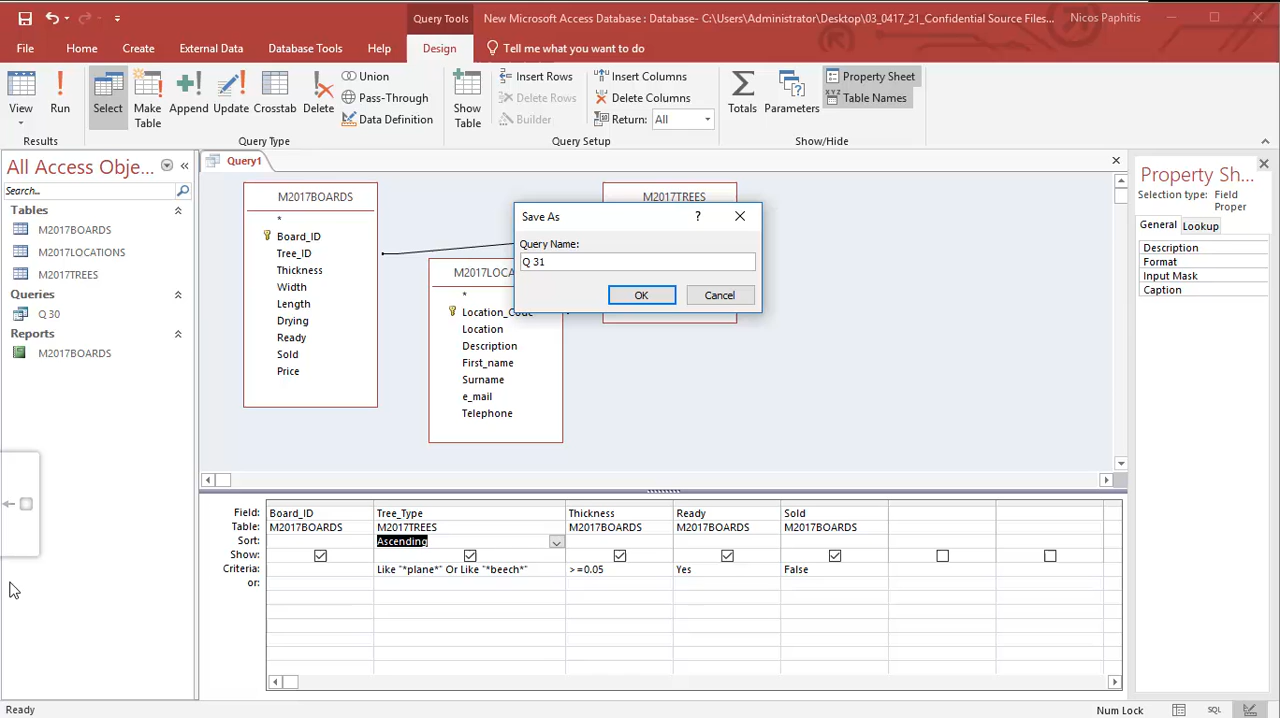 Query Tools
New Microsoft Access Database : Database- C:\Users\Administrator\Desktop\03_0417_21_Confidential Source Files...
Nicos Paphitis
File
Home
Create
External Data
Database Tools
Help
Design
Tell me what you want to do
View
Run
Select
Make
Table
Append
Update
Crosstab
Delete
Union
Pass-Through
Data Definition
Show
Table
Insert Rows
Delete Rows
Builder
Insert Columns
Delete Columns
Return: All
Totals
Parameters
Property Sheet
XYZ Table Names
Results
Query Type
Query Setup
Show/Hide
All Access Obje...
Search...
Tables
M2017BOARDS
M2017LOCATIONS
M2017TREES
Queries
Q 30
Reports
M2017BOARDS
Query1
M2017BOARDS
*
Board_ID
Tree_ID
Thickness
Width
Length
Drying
Ready
Sold
Price
M2017LOC
*
Location_Code
Location
Description
First_name
Surname
e_mail
Telephone
M2017TREES
Save As
?
Query Name:
Q 31
OK
Cancel
Property Sh...
Selection type: Field
Proper
General
Lookup
Description
Format
Input Mask
Caption
Field: Board_ID Tree_Type Thickness Ready Sold
Table: M2017BOARDS M2017TREES M2017BOARDS M2017BOARDS M2017BOARDS
Sort: Ascending
Show:
Criteria: Like "*plane*" Or Like "*beech*" >=0.05 Yes False
or:
Ready
Num Lock
SQL